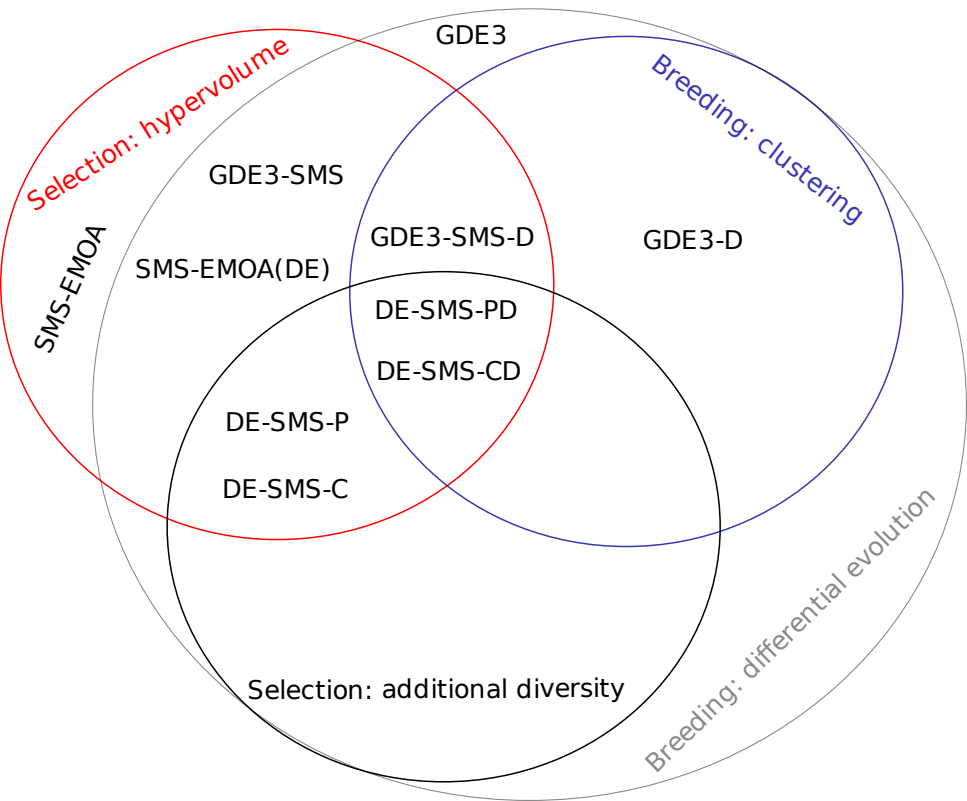 GDE3
Selection: hypervolume
Breeding: clustering
GDE3-SMS
GDE3-SMS-D
GDE3-D
SMS-EMOA
SMS-EMOA(DE)
DE-SMS-PD
DE-SMS-CD
DE-SMS-P
DE-SMS-C
Breeding: differential evolution
Selection: additional diversity